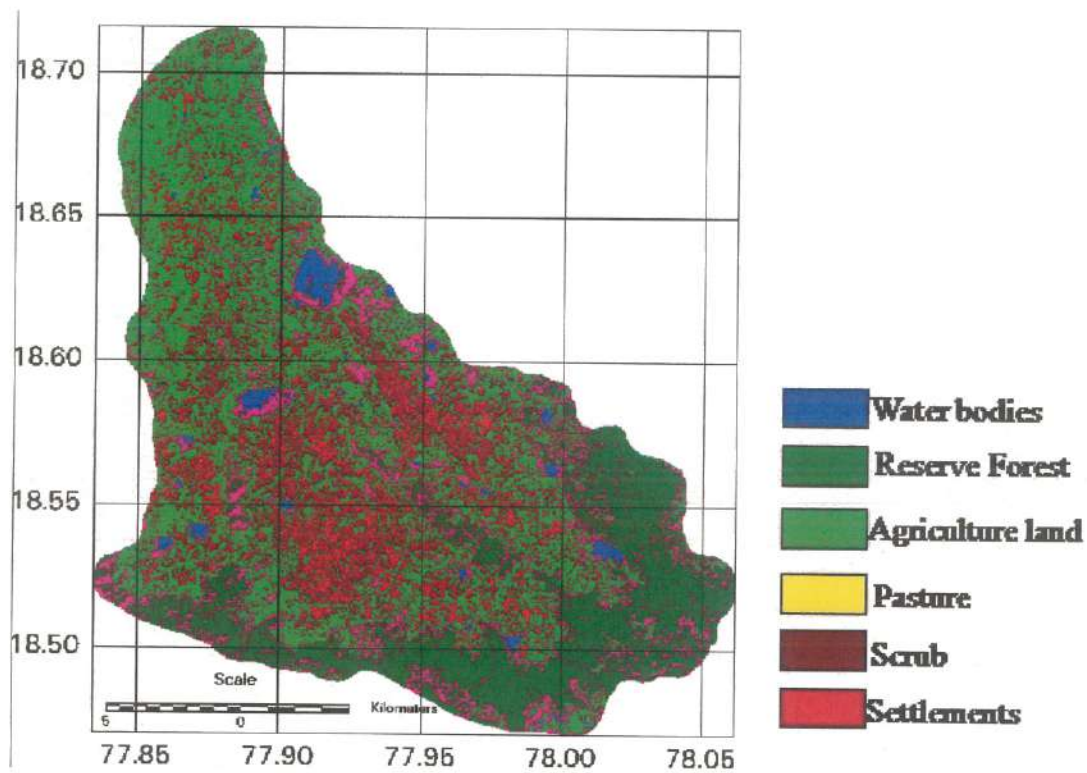 18.70
18.65
18.60
18.55
18.50
Scale
Kilometers
5
0
77.85
77.90
77.95
78.00
78.05
Water bodies
Reserve Forest
Agriculture land
Pasture
Scrub
Settlements